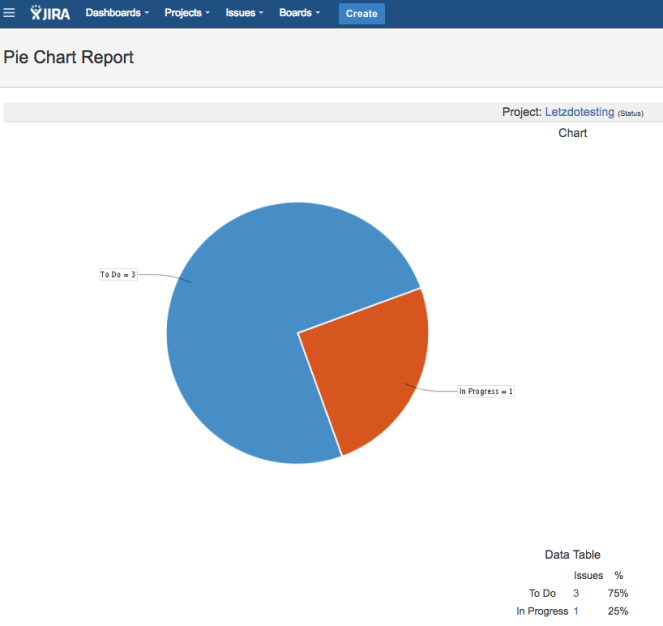 JIRA Dashboards Projects Issues Boards Create
Pie Chart Report
Project: Letzdotesting (Status)
Chart
To Do = 3
In Progress = 1
Data Table
Issues %
To Do 3 75%
In Progress 1 25%